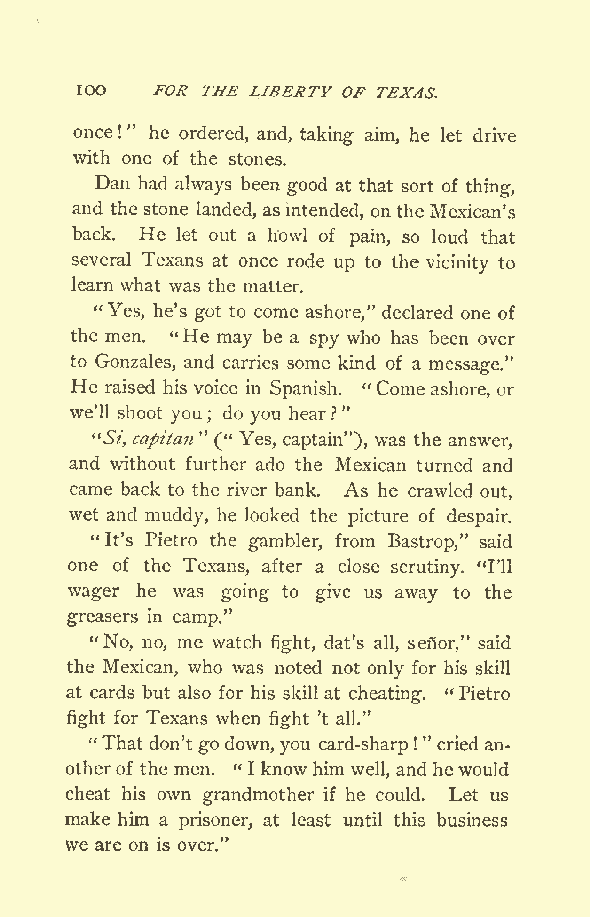 100 FOR THE LIBERTY OF TEXAS.
once!" he ordered, and, taking aim, he let drive
with one of the stones.
Dan had always been good at that sort of thing,
and the stone landed, as intended, on the Mexican's
back. He let out a howl of pain, so loud that
several Texans at once rode up to the vicinity to
learn what was the matter.
"Yes, he's got to come ashore," declared one of
the men. "He may be a spy who has been over
to Gonzales, and carries some kind of a message."
He raised his voice in Spanish. "Come ashore, or
we'll shoot you; do you hear?"
"Si, capitan" ("Yes, captain"), was the answer,
and without further ado the Mexican turned and
came back to the river bank. As he crawled out,
wet and muddy, he looked the picture of despair.
"It's Pietro the gambler, from Bastrop," said
one of the Texans, after a close scrutiny. "I'll
wager he was going to give us away to the
greasers in camp."
"No, no, me watch fight, dat's all, señor," said
the Mexican, who was noted not only for his skill
at cards but also for his skill at cheating. "Pietro
fight for Texans when fight 't all."
"That don't go down, you card-sharp!" cried an-
other of the men. "I know him well, and he would
cheat his own grandmother if he could. Let us
make him a prisoner, at least until this business
we are on is over."